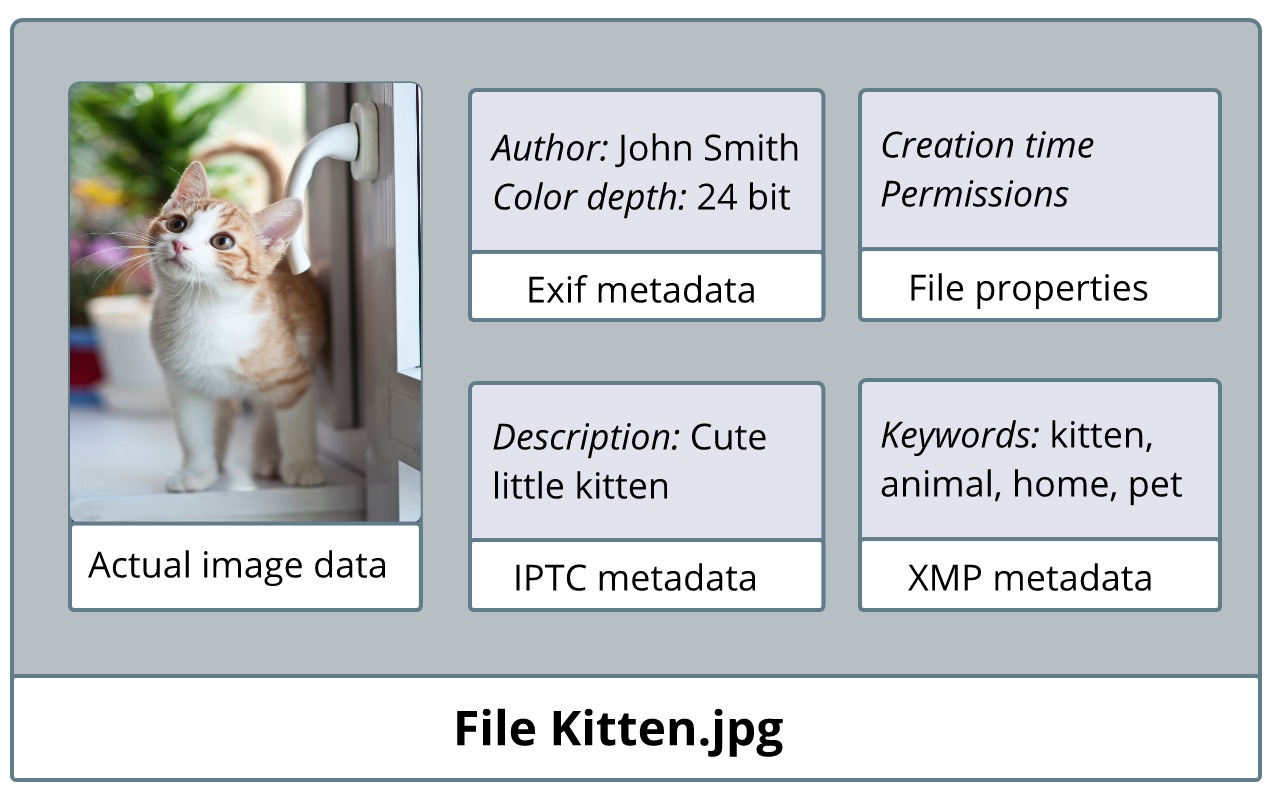 Author: John Smith
Color depth: 24 bit
Exif metadata
Creation time
Permissions
File properties
Description: Cute
little kitten
IPTC metadata
Keywords: kitten,
animal, home, pet
XMP metadata
Actual image data
File Kitten.jpg